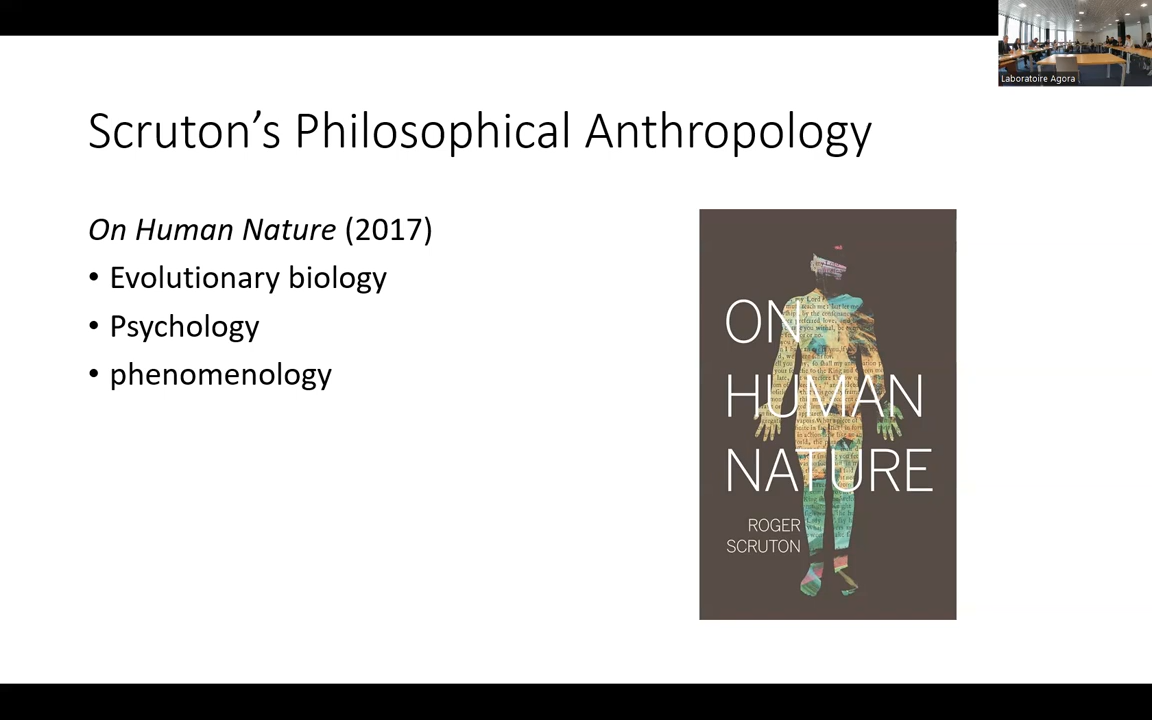 Laboratoire Agora
Scruton’s Philosophical Anthropology
On Human Nature (2017)
• Evolutionary biology
• Psychology
• phenomenology
ON
HUMAN
NATURE
ROGER
SCRUTON